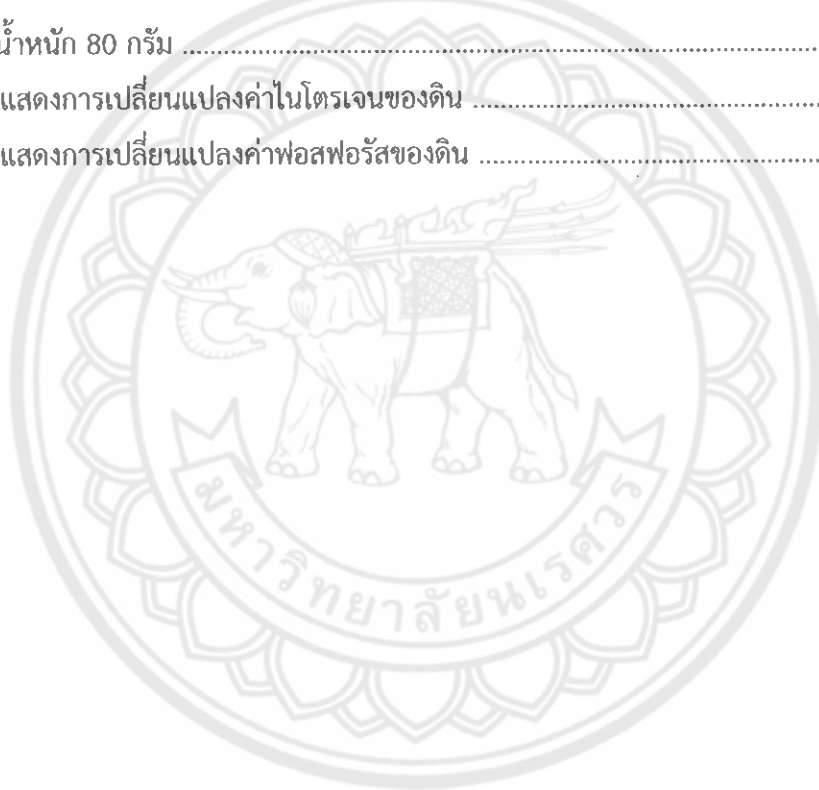 น้ำหนัก 80 กรัม ................................................................................
แสดงการเปลี่ยนแปลงค่าไนโตรเจนของดิน ............................................
แสดงการเปลี่ยนแปลงค่าฟอสฟอรัสของดิน ...........................................
มหาวิทยาลัยนเรศวร